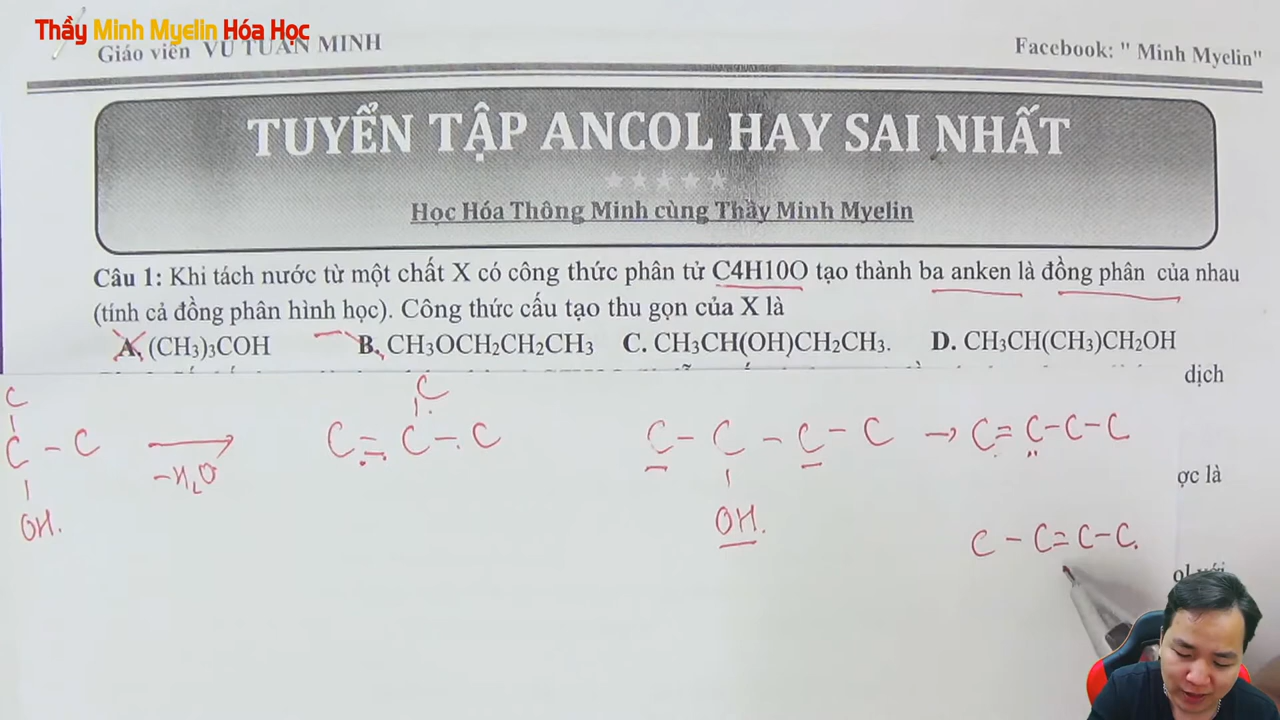 Thầy Minh Myelin Hóa Học
Giáo viên VŨ TUẤN MINH
Facebook: " Minh Myelin"
TUYỂN TẬP ANCOL HAY SAI NHẤT
Học Hóa Thông Minh cùng Thầy Minh Myelin
Câu 1: Khi tách nước từ một chất X có công thức phân tử C4H10O tạo thành ba anken là đồng phân của nhau
(tính cả đồng phân hình học). Công thức cấu tạo thu gọn của X là
A. (CH₃)₃COH B. CH₃OCH₂CH₂CH₃ C. CH₃CH(OH)CH₂CH₃. D. CH₃CH(CH₃)CH₂OH
dịch
C C
C - C -H₂O C = C - C C - C - C - C → C = C - C - C
OH. OH.
ợc là
C - C = C - C.